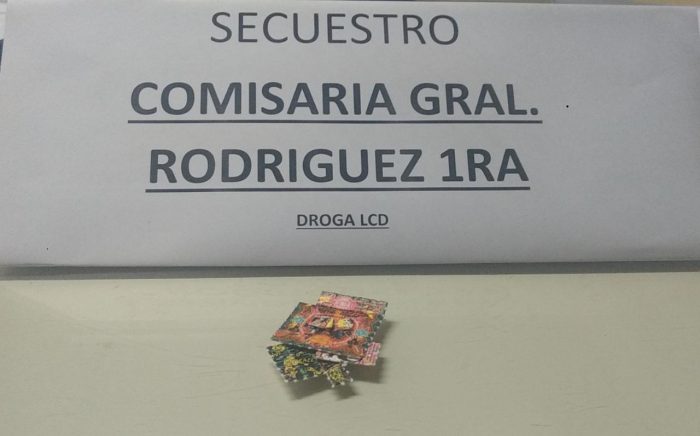 SECUESTRO
COMISARIA GRAL.
RODRIGUEZ 1RA
DROGA LCD